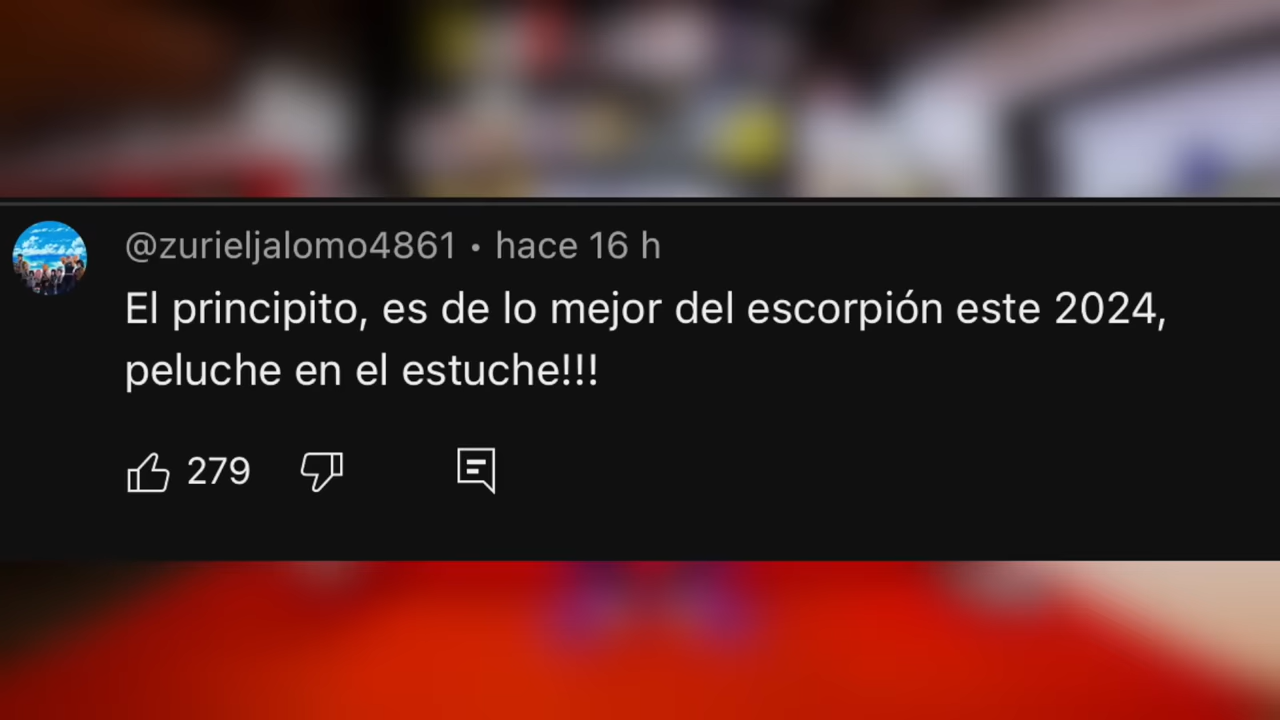 @zurieljalomo4861 • hace 16 h
El principito, es de lo mejor del escorpión este 2024,
peluche en el estuche!!!
279